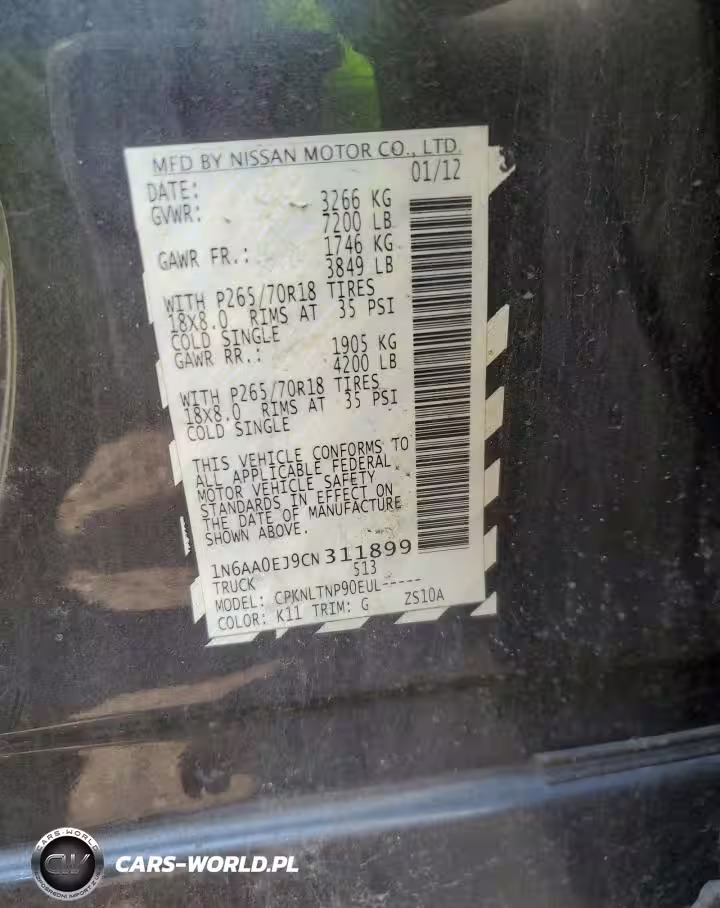 MFD BY NISSAN MOTOR CO., LTD.
DATE: 01/12
GVWR: 3266 KG
7200 LB
GAWR FR.: 1746 KG
3849 LB
WITH P265/70R18 TIRES
18X8.0 RIMS AT 35 PSI
COLD SINGLE
GAWR RR.: 1905 KG
4200 LB
WITH P265/70R18 TIRES
18X8.0 RIMS AT 35 PSI
COLD SINGLE
THIS VEHICLE CONFORMS TO
ALL APPLICABLE FEDERAL
MOTOR VEHICLE SAFETY
STANDARDS IN EFFECT ON
THE DATE OF MANUFACTURE
SHOWN ABOVE.
1N6AA0EJ9CN311899
TRUCK 513
MODEL: CPKNLTNP90EUL-----
COLOR: K11 TRIM: G ZS10A
CARS-WORLD
CW
CARS-WORLD.PL